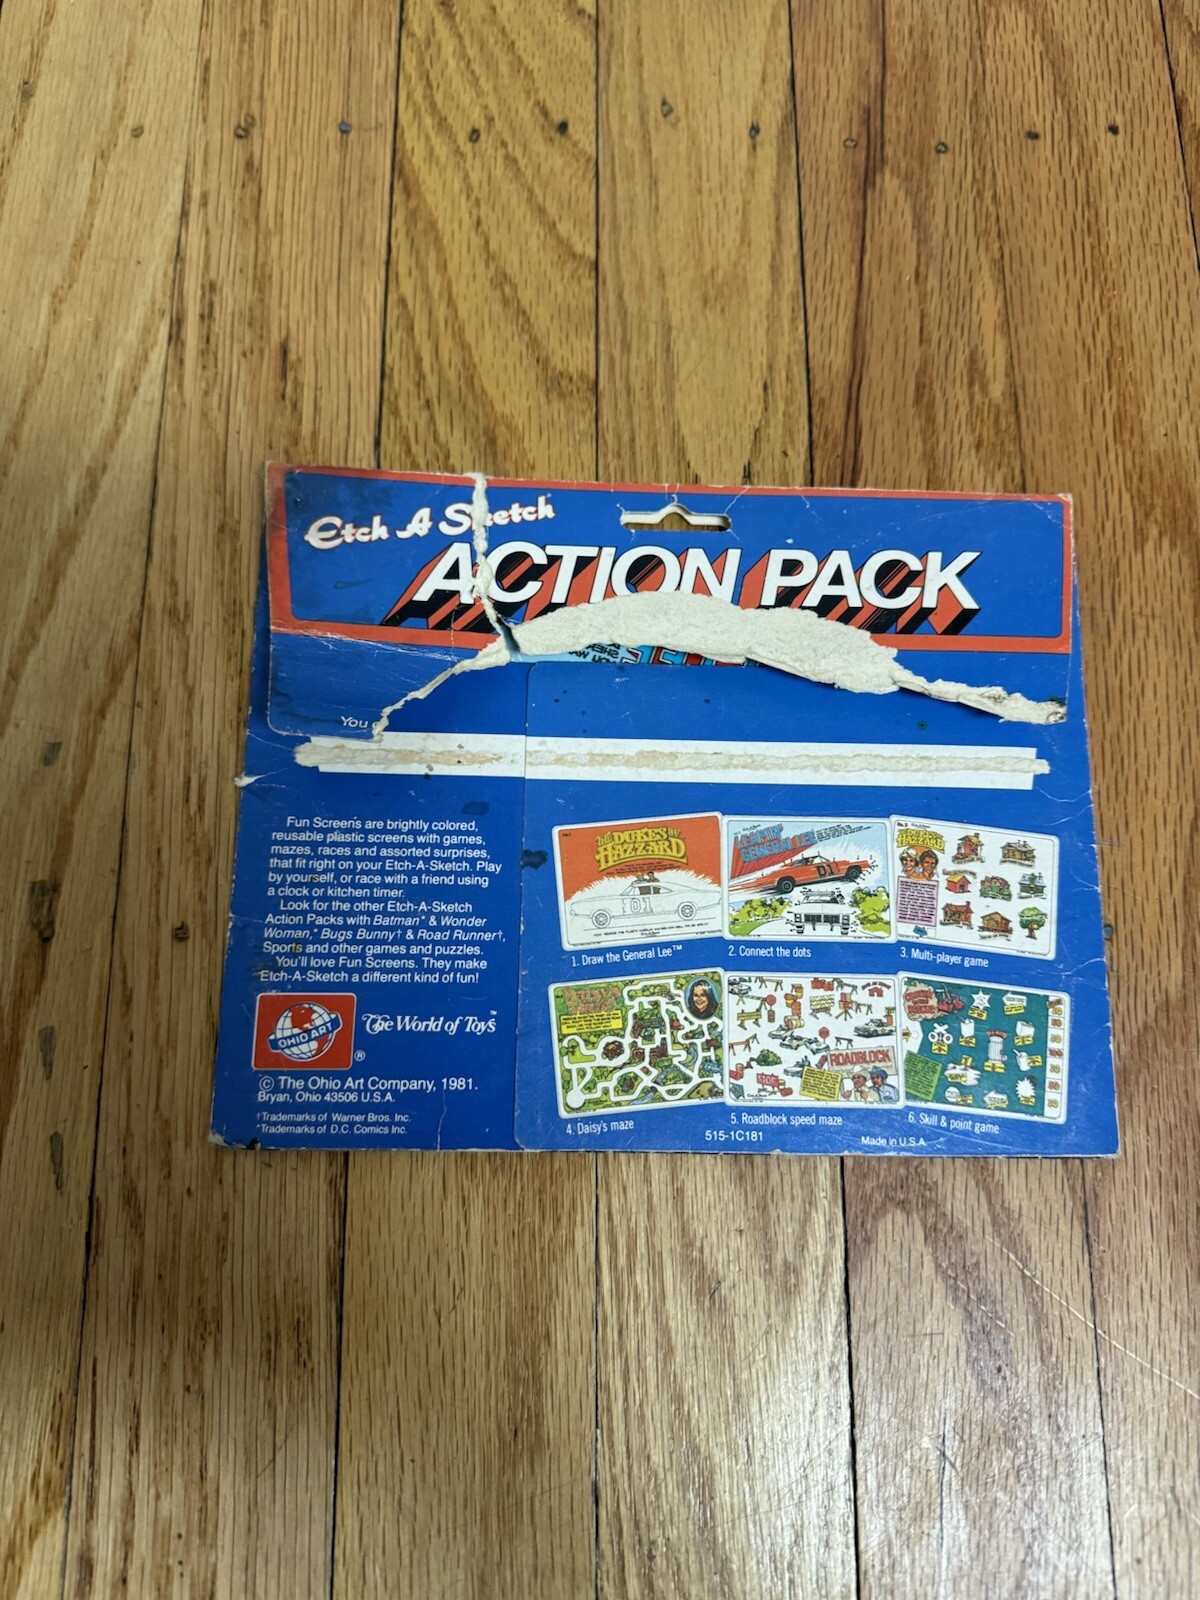 Etch A Sketch
ACTION PACK
You
Fun Screens are brightly colored,
reusable plastic screens with games,
mazes, races and assorted surprises,
that fit right on your Etch-A-Sketch. Play
by yourself, or race with a friend using
a clock or kitchen timer.
Look for the other Etch-A-Sketch
Action Packs with Batman* & Wonder
Woman,* Bugs Bunny† & Road Runner†,
Sports and other games and puzzles.
You'll love Fun Screens. They make
Etch-A-Sketch a different kind of fun!
OHIO ART
®
The World of Toys™
© The Ohio Art Company, 1981.
Bryan, Ohio 43506 U.S.A.
†Trademarks of Warner Bros. Inc.
*Trademarks of D.C. Comics Inc.
THE DUKES OF
HAZZARD
01
1. Draw the General Lee™
GENERAL LEE
01
2. Connect the dots
HAZZARD
3. Multi-player game
4. Daisy's maze
STOP
ROADBLOCK
5. Roadblock speed maze
6. Skill & point game
515-1C181
Made in U.S.A.